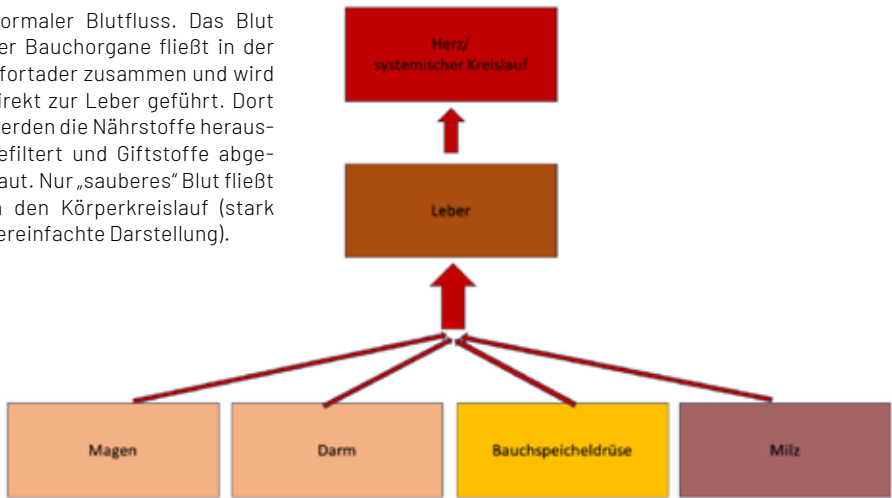 ormaler Blutfluss. Das Blut
er Bauchorgane fließt in der
fortader zusammen und wird
irekt zur Leber geführt. Dort
erden die Nährstoffe heraus-
efiltert und Giftstoffe abge-
aut. Nur „sauberes“ Blut fließt
den Körperkreislauf (stark
ereinfachte Darstellung).
Herz/
systemischer Kreislauf
Leber
Magen
Darm
Bauchspeicheldrüse
Milz